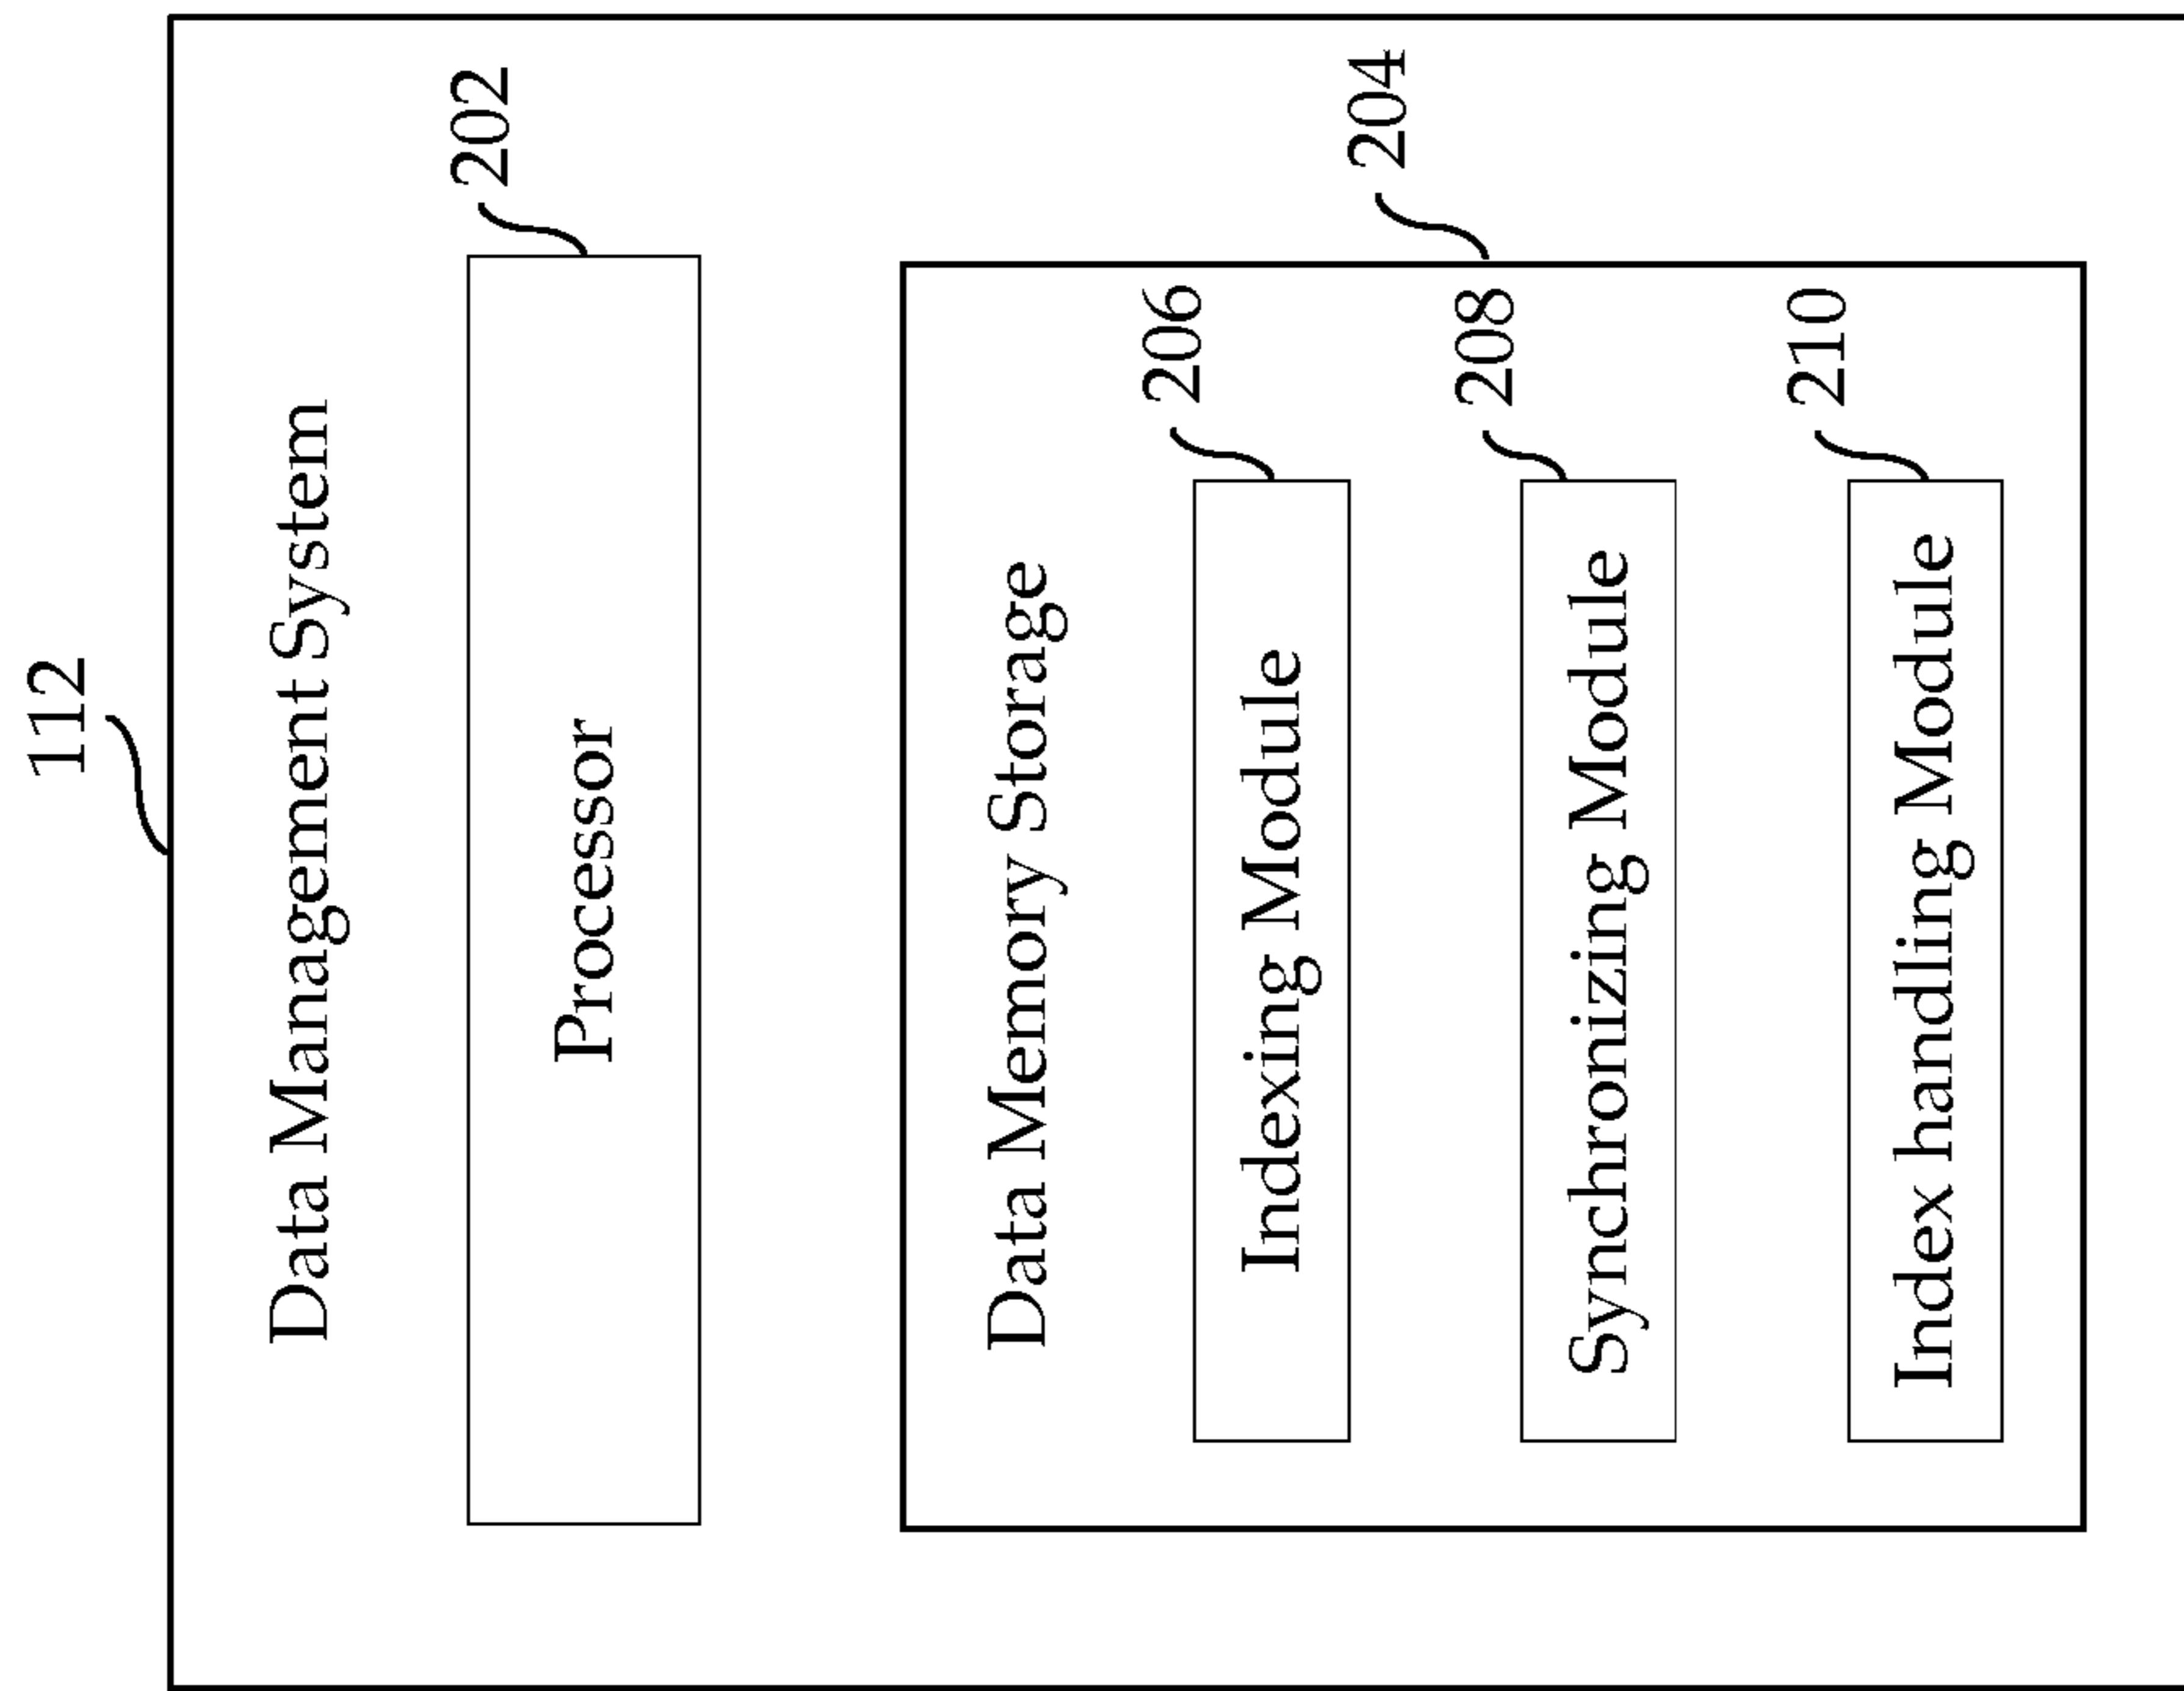 112
Data Management System
202
Processor
204
Data Memory Storage
206
Indexing Module
208
Synchronizing Module
210
Index handling Module